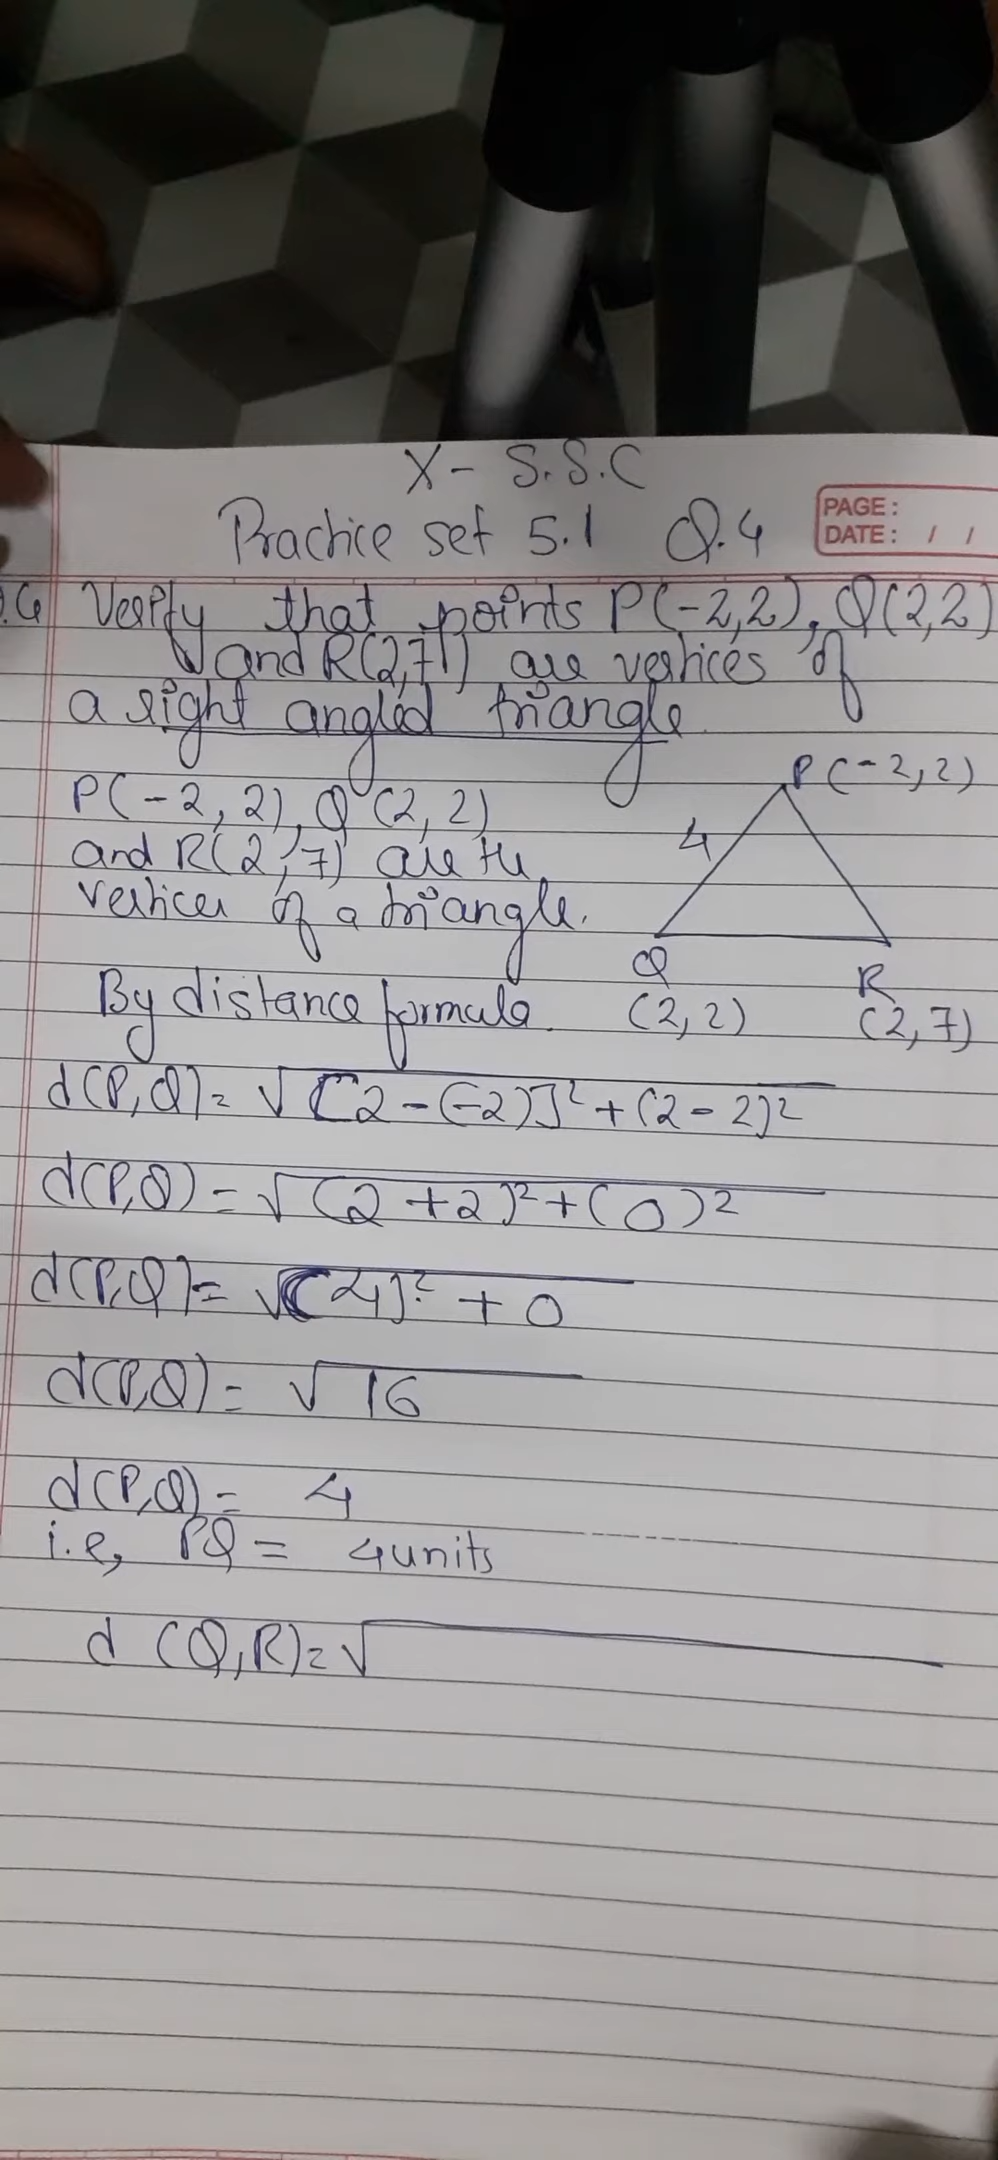 X- S.S.C
Practice set 5.1 Q.4
PAGE:
DATE: / /
Q.4 Verify that points P(-2,2), Q(2,2)
and R(2,7) are vertices of
a right angled triangle.
P(-2, 2), Q (2, 2)
and R(2, 7) are the
vertices of a triangle.
P(-2, 2)
4
Q
(2, 2)
R
(2, 7)
By distance formula.
d(P,Q)= √[2-(-2)]²+(2-2)²
d(P,Q)=√(2+2)²+(0)²
d(P,Q)= √(4)²+0
d(P,Q)= √16
d(P,Q)= 4
i.e, PQ = 4units
d (Q,R)=√